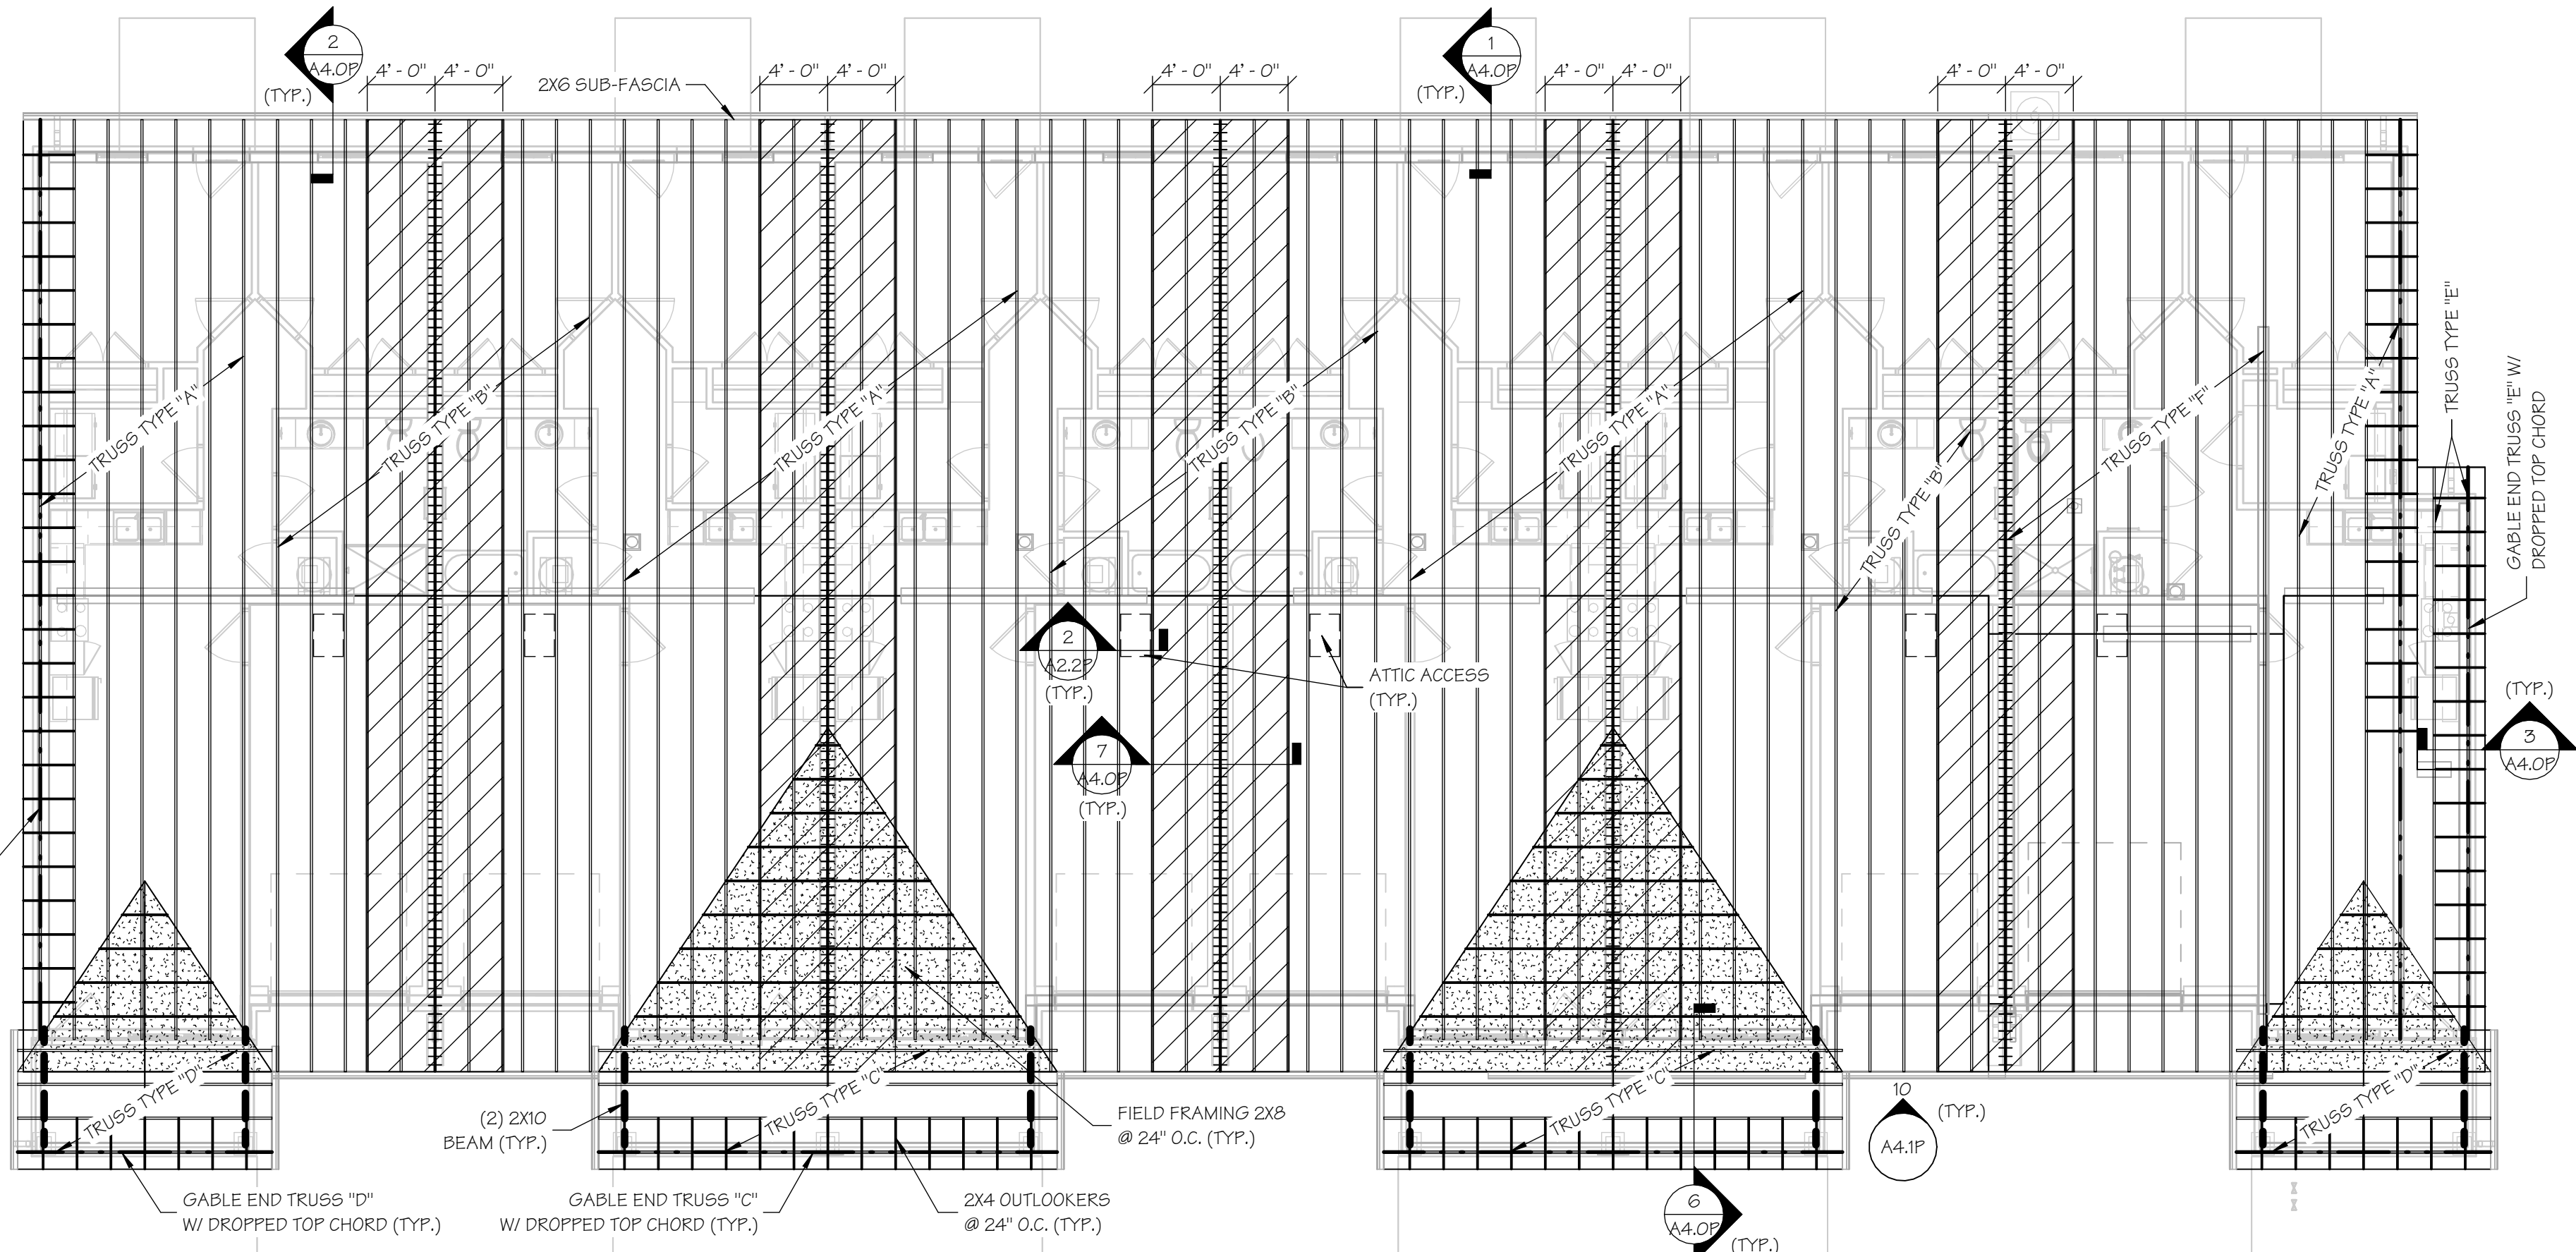 2
A4.0P
(TYP.)
4' - 0" 4' - 0"
2X6 SUB-FASCIA
4' - 0" 4' - 0"
4' - 0" 4' - 0"
1
A4.0P
(TYP.)
4' - 0" 4' - 0"
4' - 0" 4' - 0"
TRUSS TYPE "A"
TRUSS TYPE "B"
TRUSS TYPE "A"
TRUSS TYPE "B"
TRUSS TYPE "A"
TRUSS TYPE "B"
TRUSS TYPE "F"
TRUSS TYPE "A"
TRUSS TYPE "E"
GABLE END TRUSS "E" W/
DROPPED TOP CHORD
2
A2.2P
(TYP.)
ATTIC ACCESS
(TYP.)
7
A4.0P
(TYP.)
(TYP.)
3
A4.0P
TRUSS TYPE "D"
(2) 2X10
BEAM (TYP.)
TRUSS TYPE "C"
FIELD FRAMING 2X8
@ 24" O.C. (TYP.)
TRUSS TYPE "C"
10
A4.1P
(TYP.)
TRUSS TYPE "D"
GABLE END TRUSS "D"
W/ DROPPED TOP CHORD (TYP.)
GABLE END TRUSS "C"
W/ DROPPED TOP CHORD (TYP.)
2X4 OUTLOOKERS
@ 24" O.C. (TYP.)
6
A4.0P
(TYP.)